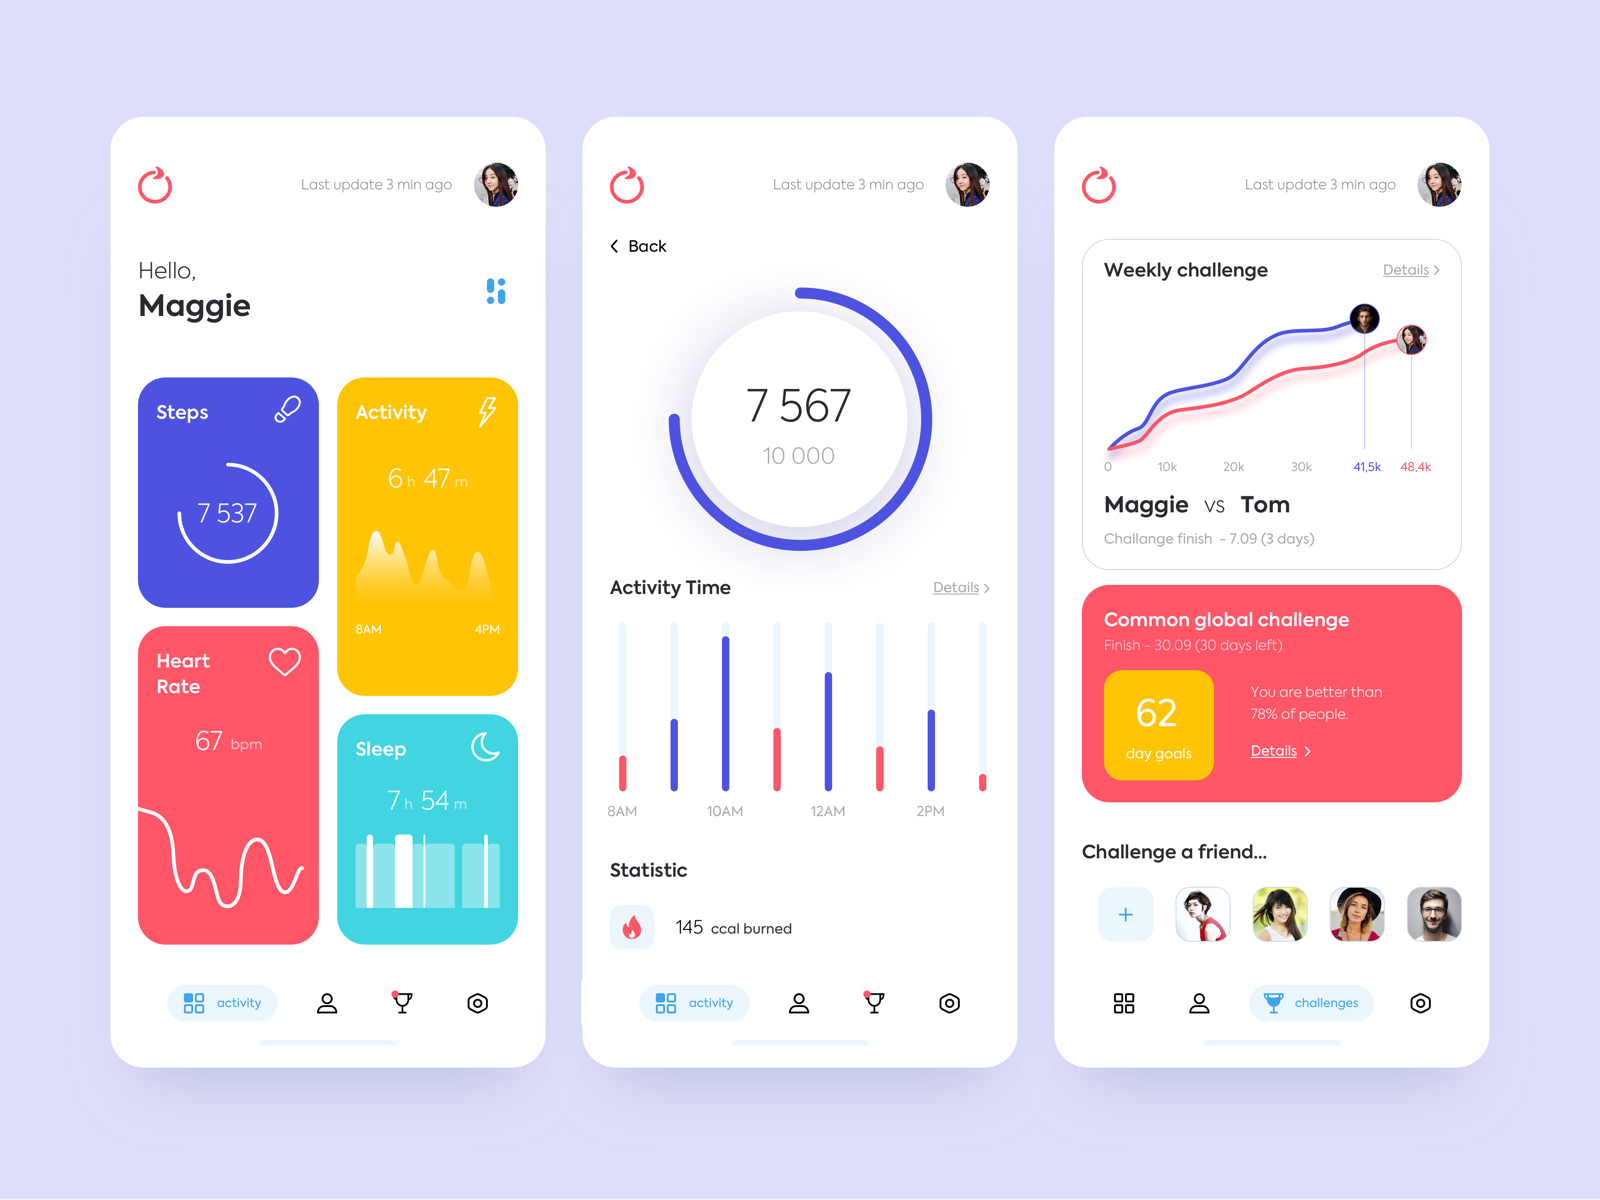 Last update 3 min ago
Hello,
Maggie
Steps
7 537
Activity
6 h 47 m
8AM 4PM
Heart
Rate
67 bpm
Sleep
7 h 54 m
activity
Last update 3 min ago
Back
7 567
10 000
Activity Time
Details
8AM 10AM 12AM 2PM
Statistic
145 ccal burned
activity
Last update 3 min ago
Weekly challenge
Details
0 10k 20k 30k 41,5k 48,4k
Maggie vs Tom
Challange finish - 7.09 (3 days)
Common global challenge
Finish - 30.09 (30 days left)
62
day goals
You are better than
78% of people.
Details
Challenge a friend...
challenges